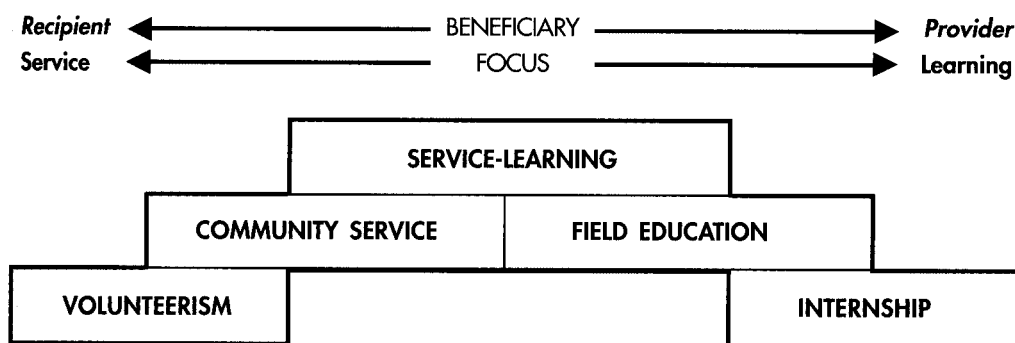 Recipient BENEFICIARY Provider
Service FOCUS Learning
SERVICE-LEARNING
COMMUNITY SERVICE FIELD EDUCATION
VOLUNTEERISM INTERNSHIP